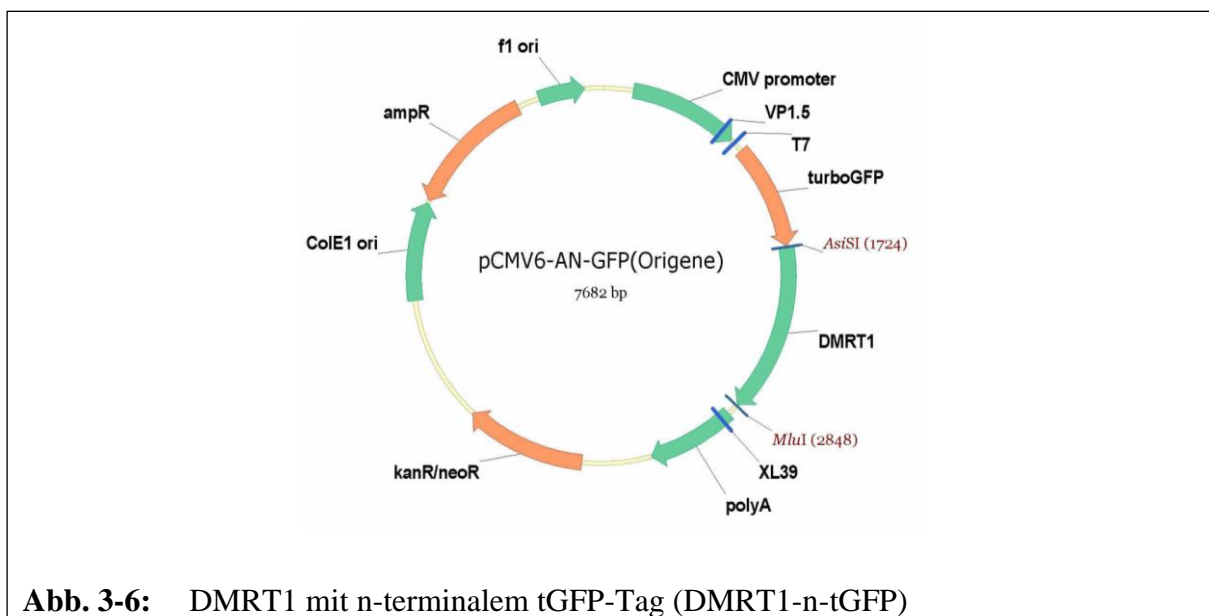 f1 ori
CMV promoter
VP1.5
T7
turboGFP
AsiSI (1724)
DMRT1
MluI (2848)
XL39
polyA
kanR/neoR
ColE1 ori
ampR
pCMV6-AN-GFP(Origene)
7682 bp
Abb. 3-6: DMRT1 mit n-terminalem tGFP-Tag (DMRT1-n-tGFP)